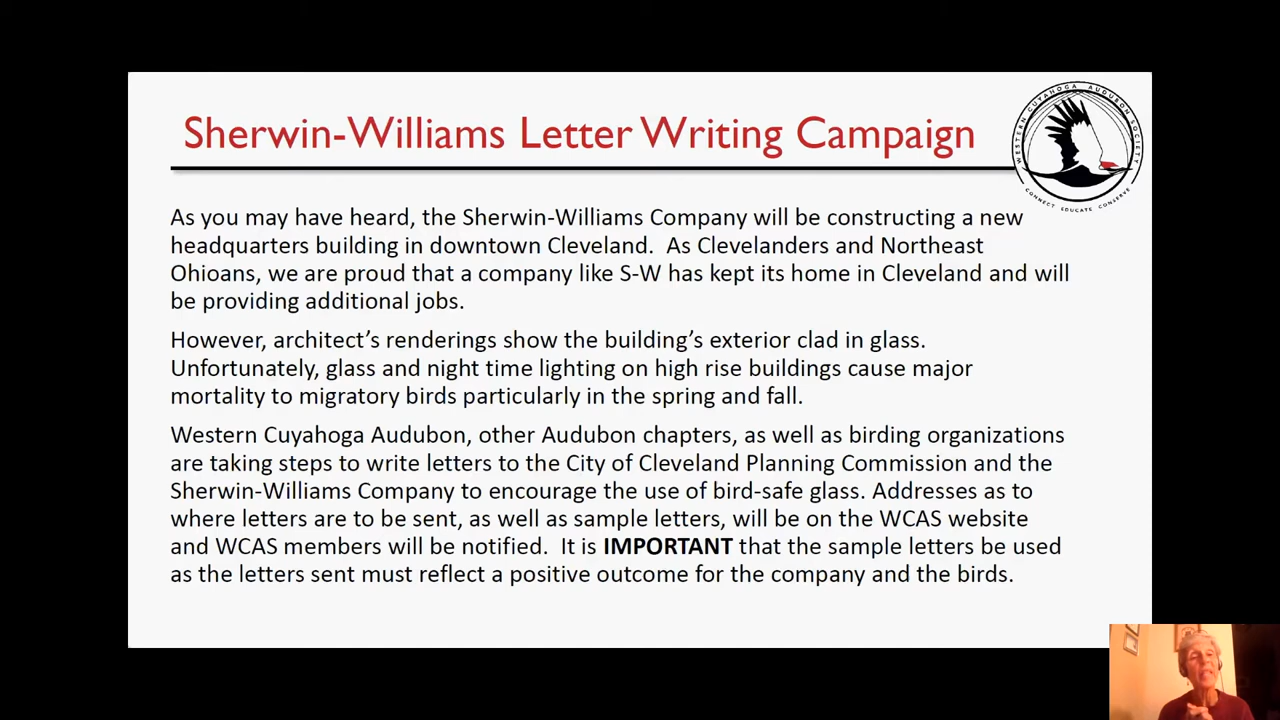 Sherwin-Williams Letter Writing Campaign
WESTERN CUYAHOGA AUDUBON SOCIETY
CONNECT EDUCATE CONSERVE
As you may have heard, the Sherwin-Williams Company will be constructing a new
headquarters building in downtown Cleveland.  As Clevelanders and Northeast
Ohioans, we are proud that a company like S-W has kept its home in Cleveland and will
be providing additional jobs.
However, architect’s renderings show the building’s exterior clad in glass.
Unfortunately, glass and night time lighting on high rise buildings cause major
mortality to migratory birds particularly in the spring and fall.
Western Cuyahoga Audubon, other Audubon chapters, as well as birding organizations
are taking steps to write letters to the City of Cleveland Planning Commission and the
Sherwin-Williams Company to encourage the use of bird-safe glass. Addresses as to
where letters are to be sent, as well as sample letters, will be on the WCAS website
and WCAS members will be notified.  It is IMPORTANT that the sample letters be used
as the letters sent must reflect a positive outcome for the company and the birds.